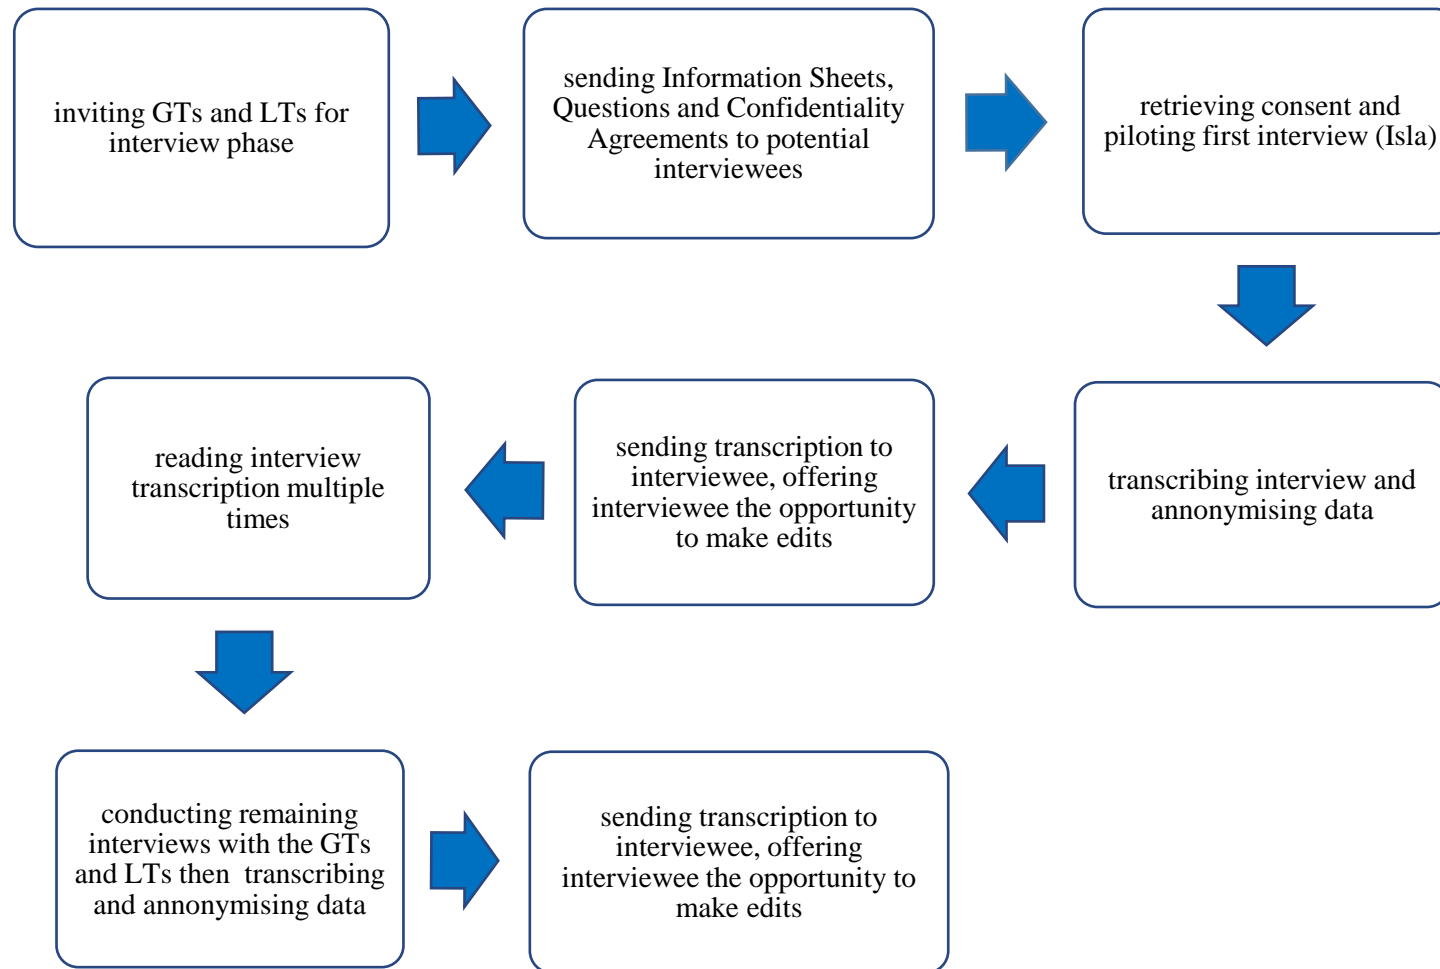 inviting GTs and LTs for
interview phase
sending Information Sheets,
Questions and Confidentiality
Agreements to potential
interviewees
retrieving consent and
piloting first interview (Isla)
transcribing interview and
annonymising data
sending transcription to
interviewee, offering
interviewee the opportunity
to make edits
reading interview
transcription multiple
times
conducting remaining
interviews with the GTs
and LTs then  transcribing
and annonymising data
sending transcription to
interviewee, offering
interviewee the opportunity to
make edits